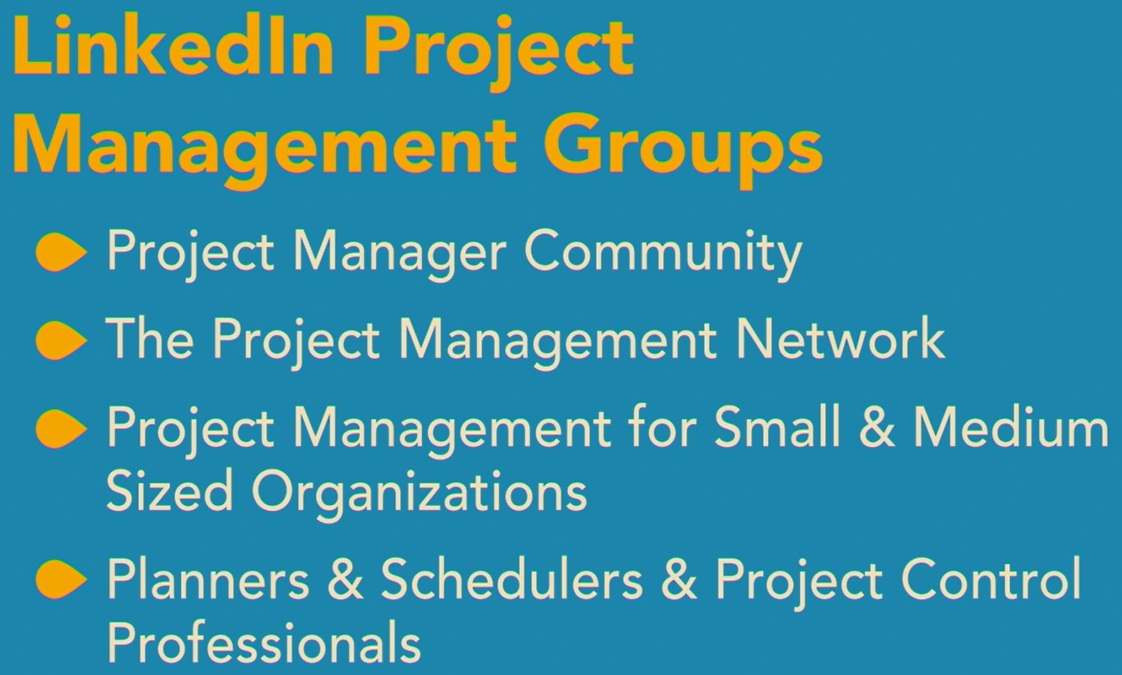 LinkedIn Project
Management Groups
Project Manager Community
The Project Management Network
Project Management for Small & Medium
Sized Organizations
Planners & Schedulers & Project Control
Professionals